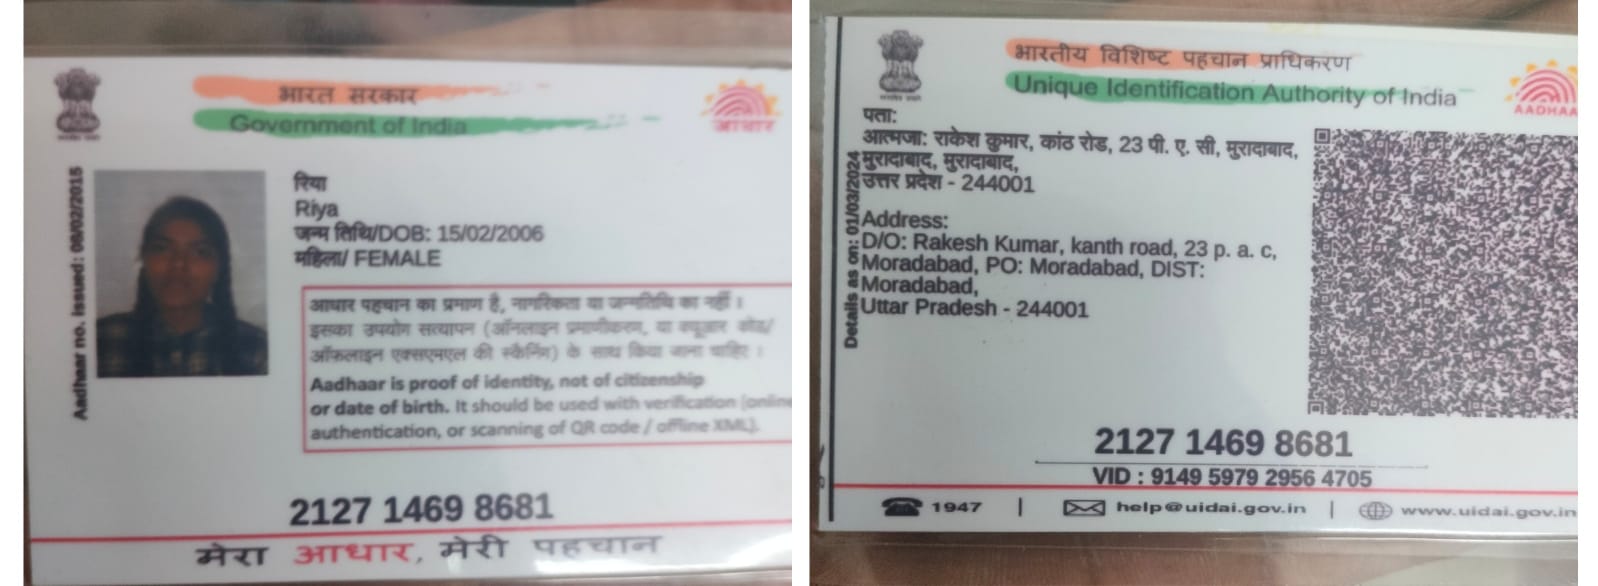 भारत सरकार
Government of India
आधार
Aadhaar no. issued: 08/02/2015
रिया
Riya
जन्म तिथि/DOB: 15/02/2006
महिला/ FEMALE
आधार पहचान का प्रमाण है, नागरिकता या जन्मतिथि का नहीं ।
इसका उपयोग सत्यापन (ऑनलाइन प्रमाणीकरण, या क्यूआर कोड/
ऑफ़लाइन एक्सएमएल की स्कैनिंग) के साथ किया जाना चाहिए ।
Aadhaar is proof of identity, not of citizenship
or date of birth. It should be used with verification (online
authentication, or scanning of QR code / offline XML).
2127 1469 8681
मेरा आधार, मेरी पहचान
भारतीय विशिष्ट पहचान प्राधिकरण
Unique Identification Authority of India
AADHAA
Details as on: 01/03/2024
पता:
आत्मजा: राकेश कुमार, कांठ रोड, 23 पी. ए. सी, मुरादाबाद,
मुरादाबाद, मुरादाबाद,
उत्तर प्रदेश - 244001
Address:
D/O: Rakesh Kumar, kanth road, 23 p. a. c,
Moradabad, PO: Moradabad, DIST:
Moradabad,
Uttar Pradesh - 244001
2127 1469 8681
VID : 9149 5979 2956 4705
1947 | help@uidai.gov.in | www.uidai.gov.in